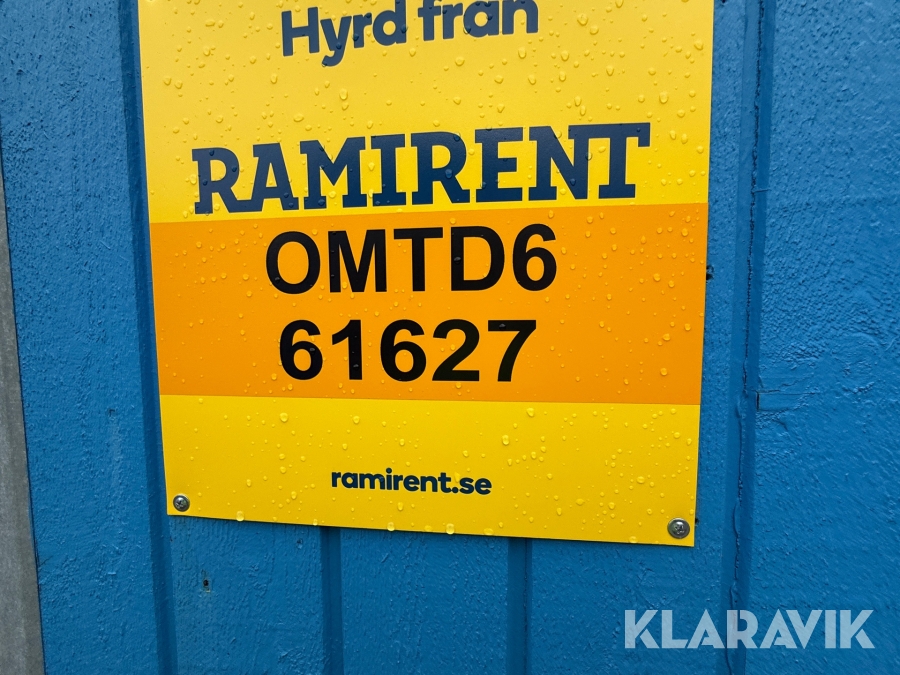 Hyrd från
RAMIRENT
OMTD6
61627
ramirent.se
KLARAVIK